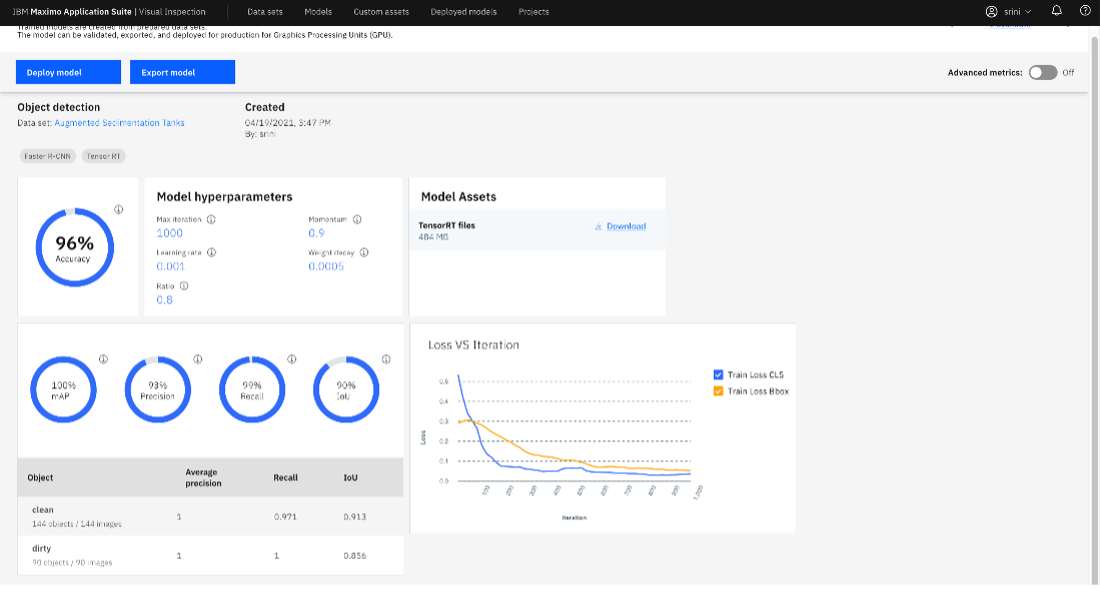 IBM Maximo Application Suite | Visual Inspection
Data sets
Models
Custom assets
Deployed models
Projects
srini
Trained models are created from prepared data sets.
The model can be validated, exported, and deployed for production for Graphics Processing Units (GPU).
Deploy model
Export model
Advanced metrics:
Off
Object detection
Data set: Augmented Sedimentation Tanks
Created
04/19/2021, 3:47 PM
By: srini
Faster R-CNN
Tensor RT
96%
Accuracy
Model hyperparameters
Max iteration
1000
Momentum
0.9
Learning rate
0.001
Weight decay
0.0005
Ratio
0.8
Model Assets
TensorRT files
484 MB
Download
100%
mAP
93%
Precision
99%
Recall
90%
IoU
Object
Average
precision
Recall
IoU
clean
144 objects / 144 images
1
0.971
0.913
dirty
90 objects / 90 images
1
1
0.856
Loss VS Iteration
Loss
0.5
0.4
0.3
0.2
0.1
0.0
100
200
300
400
500
600
700
800
900
1,000
Iteration
Train Loss CLS
Train Loss Bbox